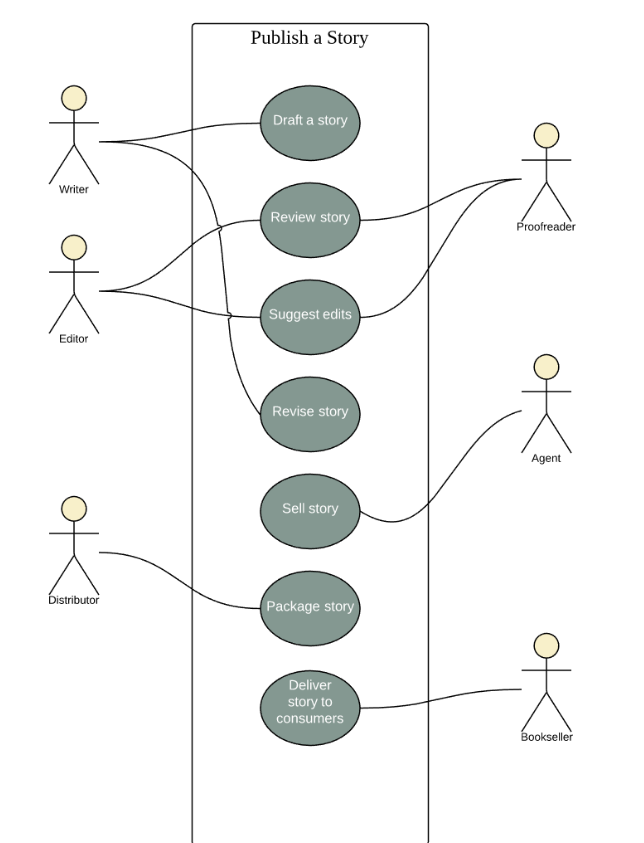 Publish a Story
Draft a story
Writer
Review story
Proofreader
Suggest edits
Editor
Revise story
Agent
Sell story
Distributor
Package story
Deliver
story to
consumers
Bookseller